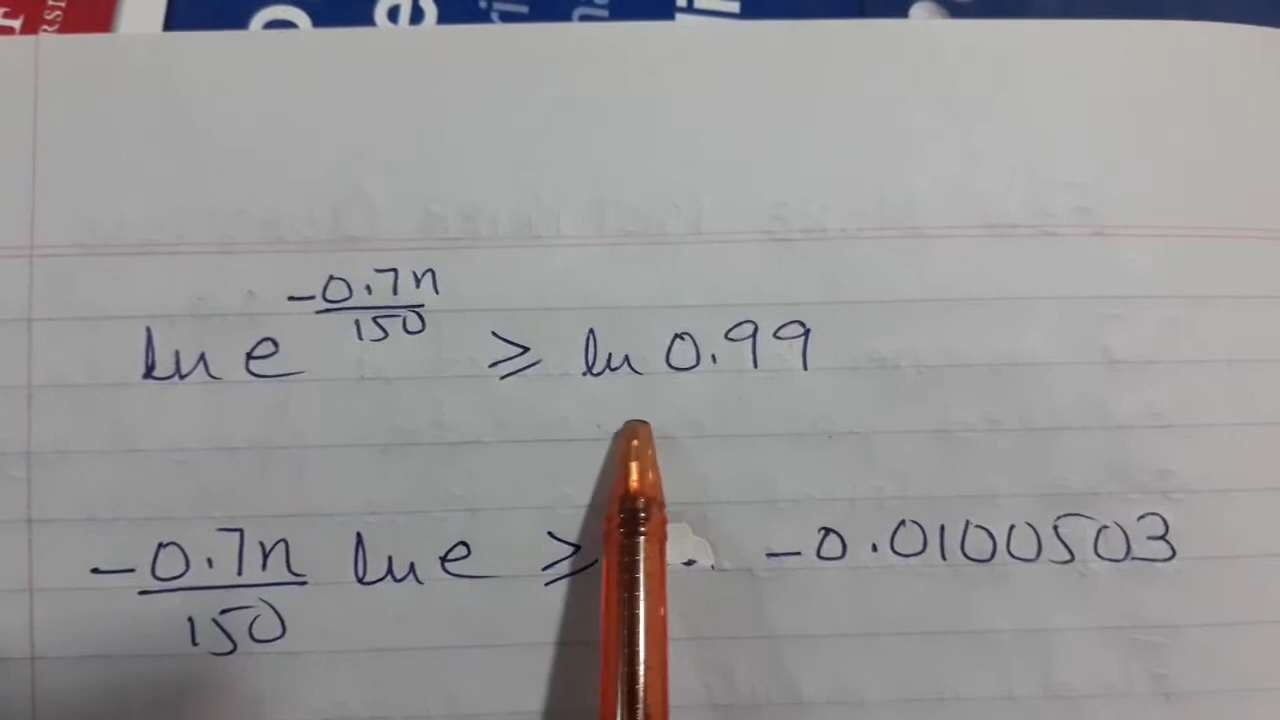 ln e^(-0.7n/150) ≥ ln 0.99
-0.7n/150 ln e ≥ -0.0100503